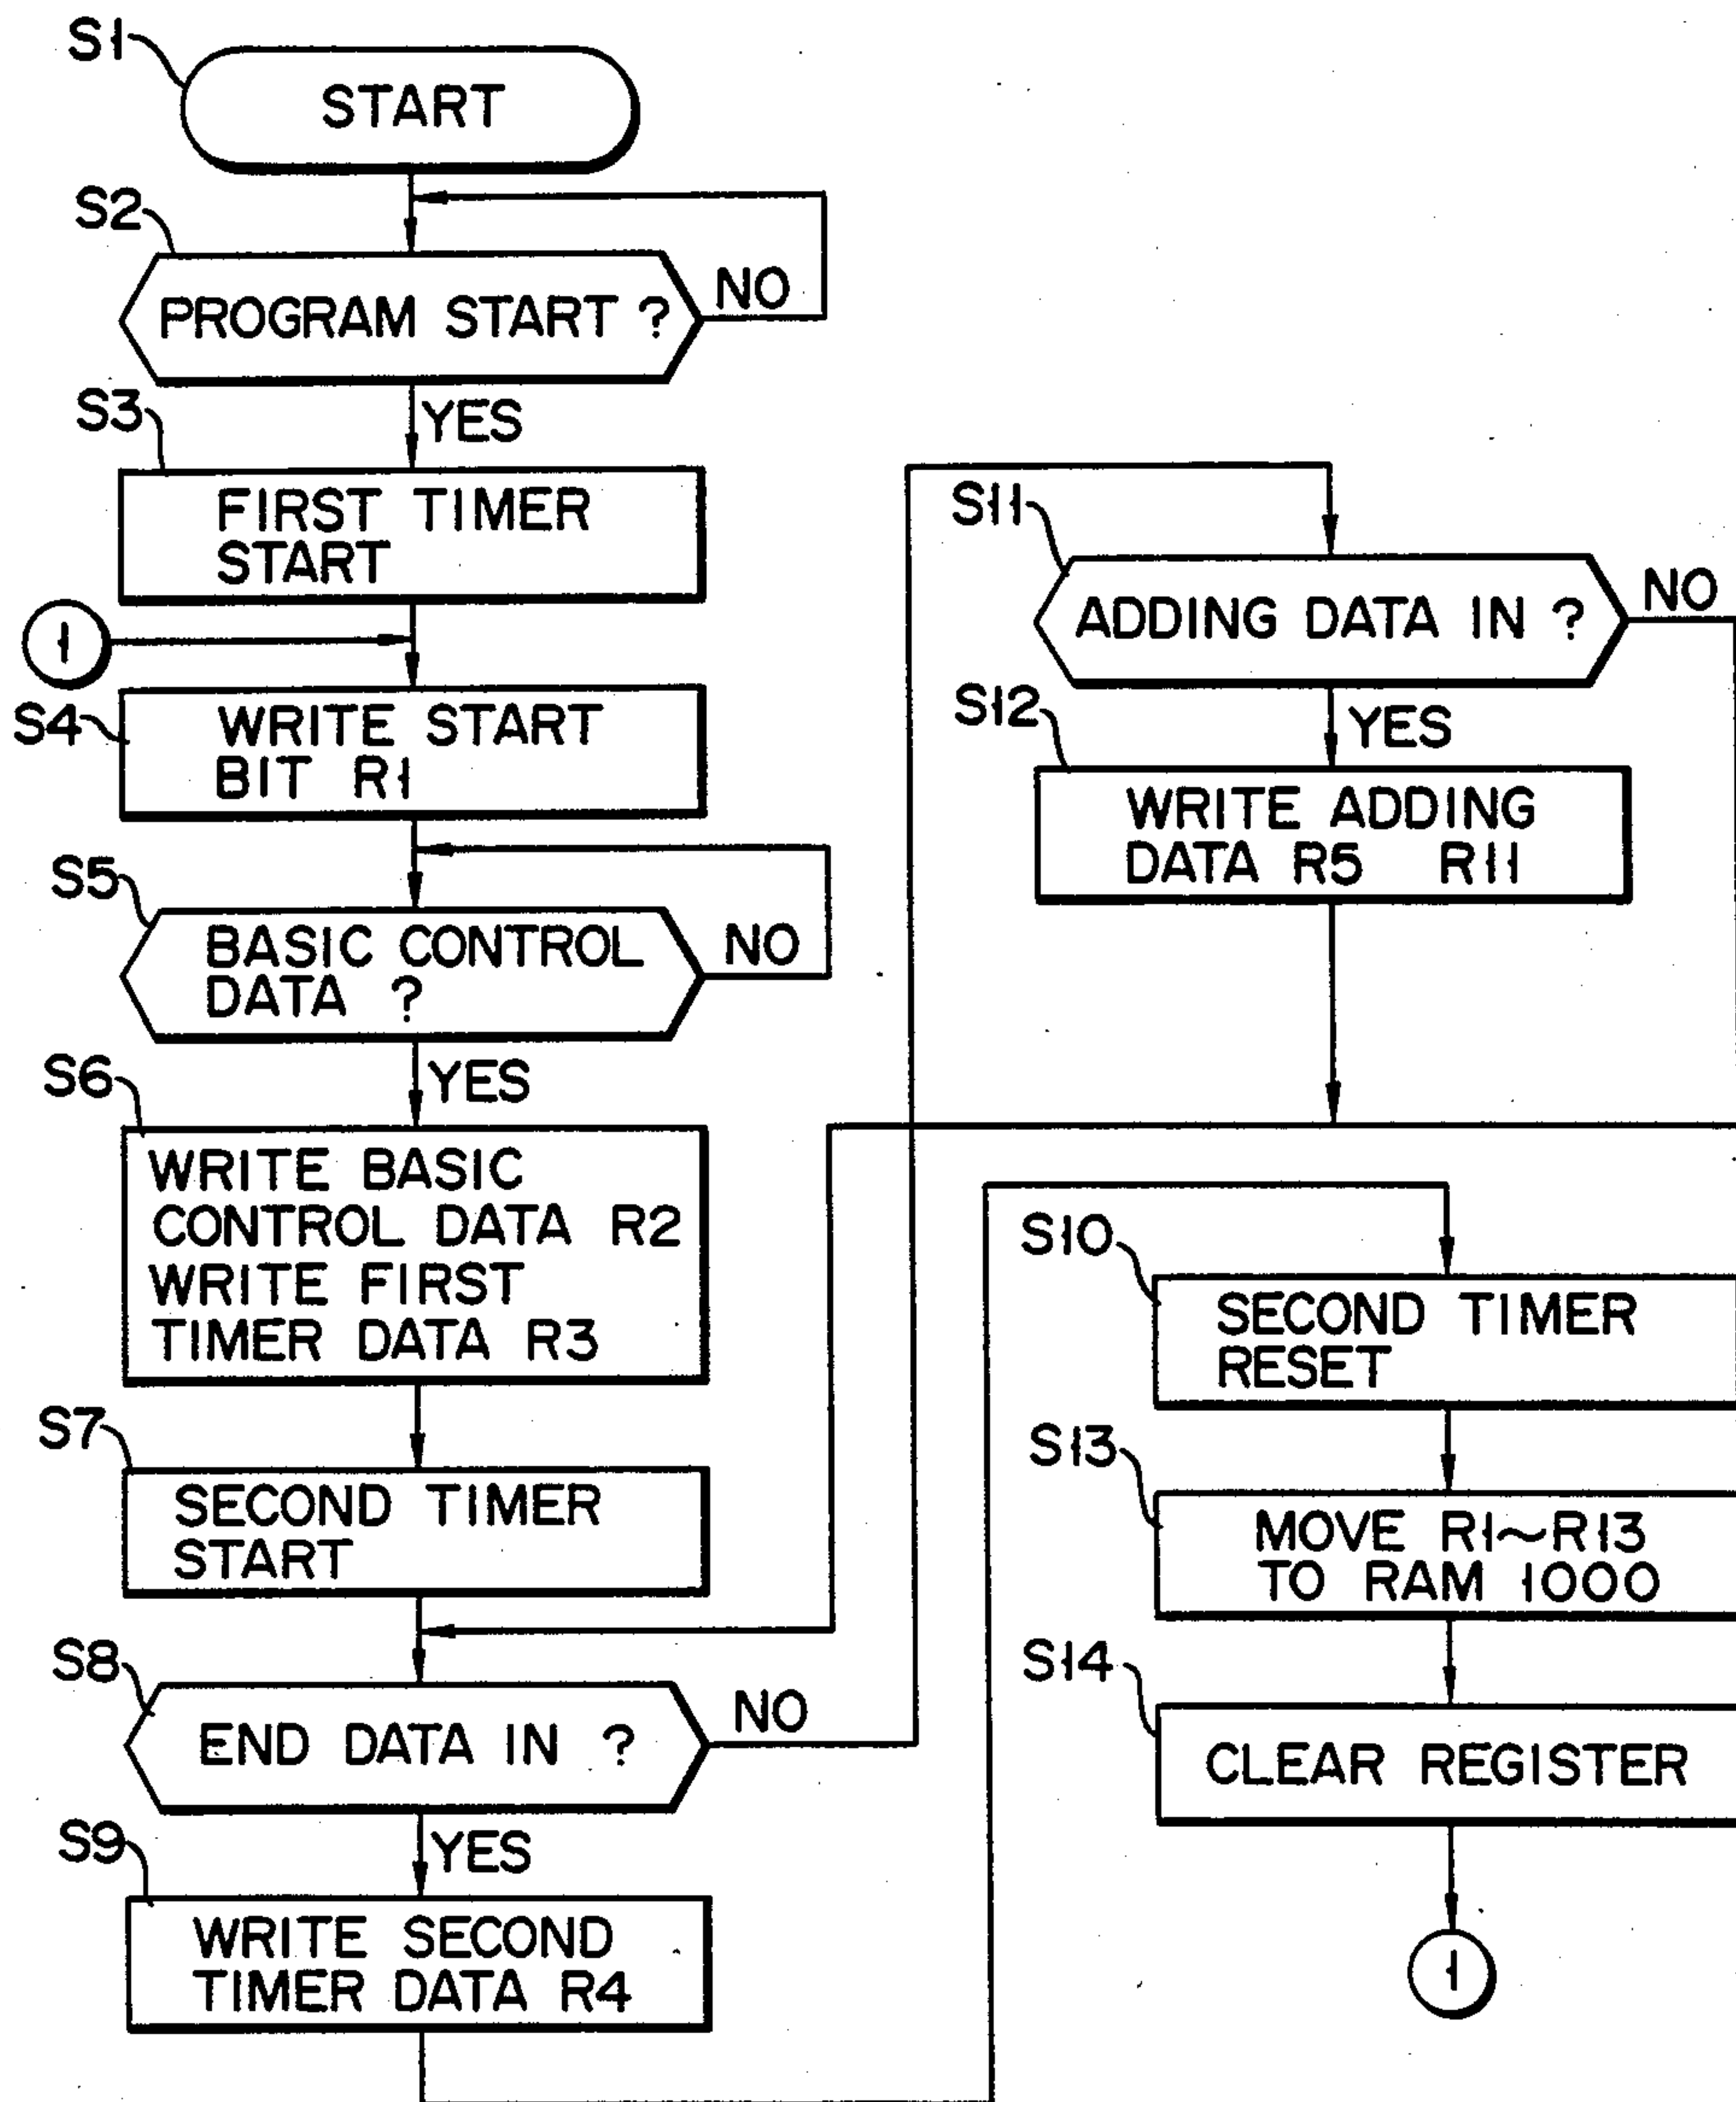 S1
START
S2
PROGRAM START ?
NO
YES
S3
FIRST TIMER
START
1
S4
WRITE START
BIT R1
S5
BASIC CONTROL
DATA ?
NO
YES
S6
WRITE BASIC
CONTROL DATA R2
WRITE FIRST
TIMER DATA R3
S7
SECOND TIMER
START
S8
END DATA IN ?
NO
YES
S9
WRITE SECOND
TIMER DATA R4
S11
ADDING DATA IN ?
NO
YES
S12
WRITE ADDING
DATA R5 R11
S10
SECOND TIMER
RESET
S13
MOVE R1~R13
TO RAM 1000
S14
CLEAR REGISTER
1